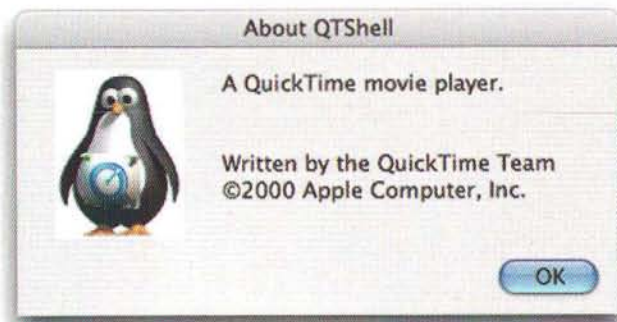 About QTShell
A QuickTime movie player.
Written by the QuickTime Team
©2000 Apple Computer, Inc.
OK